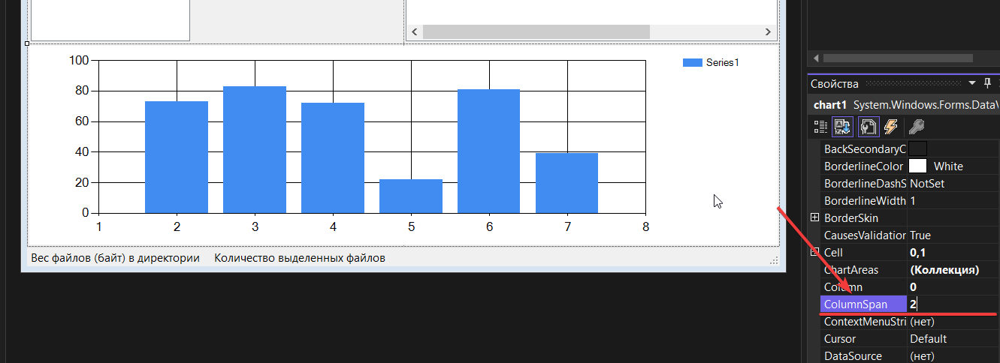 100
80
60
40
20
0
1 2 3 4 5 6 7 8
Series1
Вес файлов (байт) в директории Количество выделенных файлов
Свойства
chart1 System.Windows.Forms.Data
BackSecondaryC
BorderlineColor White
BorderlineDashS NotSet
BorderlineWidth 1
BorderSkin
CausesValidation True
Cell 0,1
ChartAreas (Коллекция)
Column 0
ColumnSpan 2
ContextMenuStri (нет)
Cursor Default
DataSource (нет)